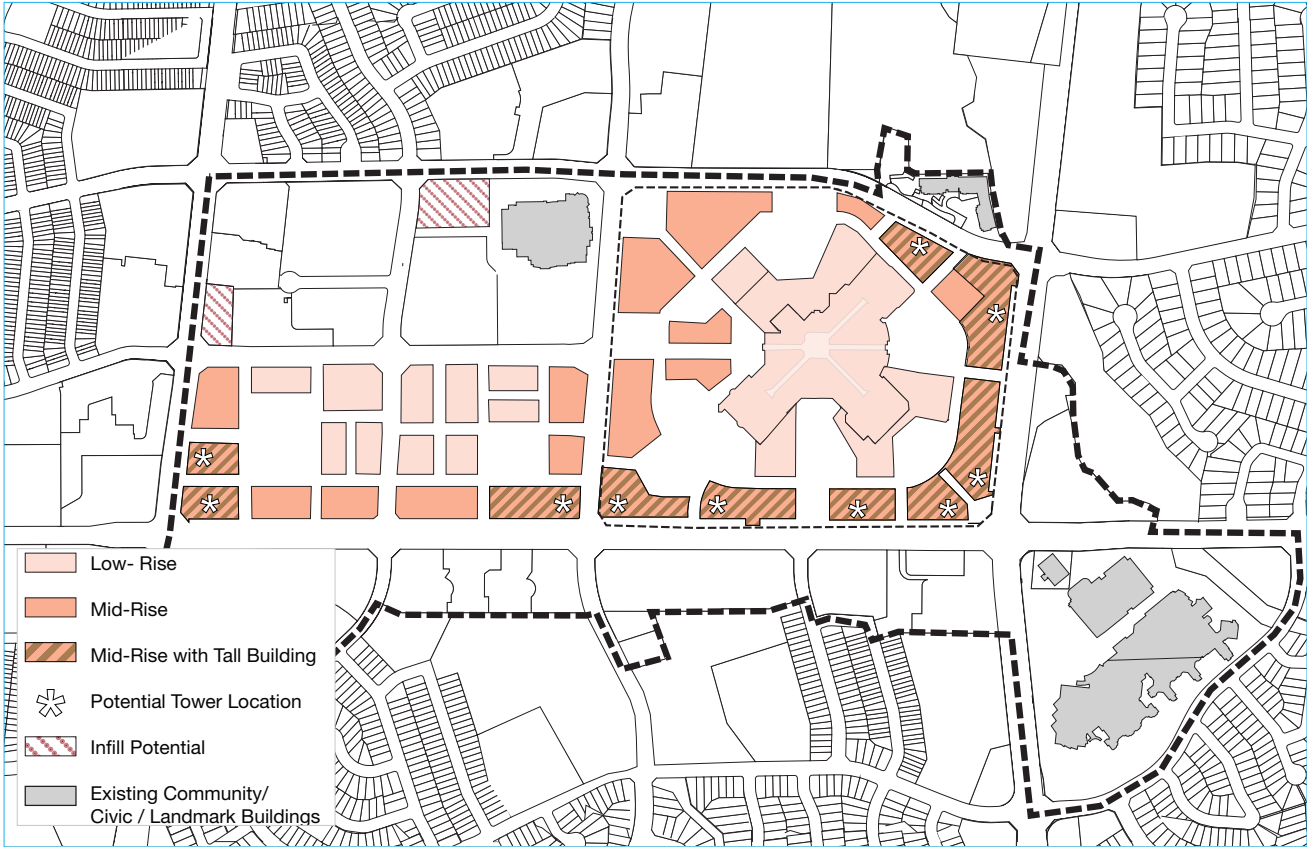 Low- Rise
Mid-Rise
Mid-Rise with Tall Building
Potential Tower Location
Infill Potential
Existing Community/
Civic / Landmark Buildings